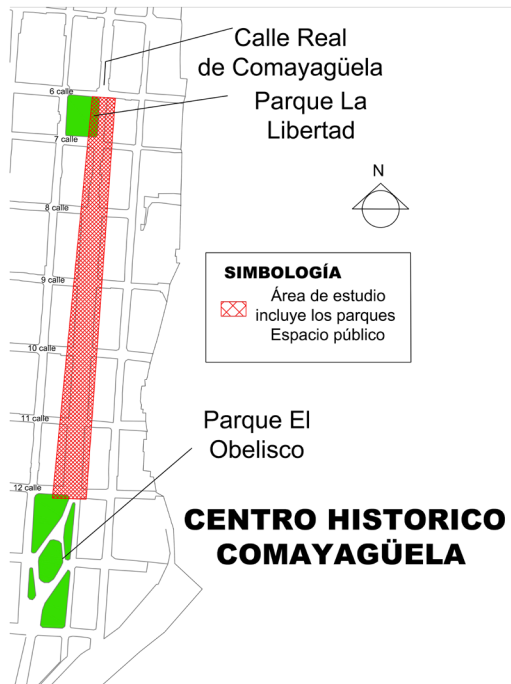 Calle Real
de Comayagüela
Parque La
Libertad
6 calle
7 calle
8 calle
9 calle
10 calle
11 calle
12 calle
N
SIMBOLOGÍA
Área de estudio
incluye los parques
Espacio público
Parque El
Obelisco
CENTRO HISTORICO
COMAYAGÜELA